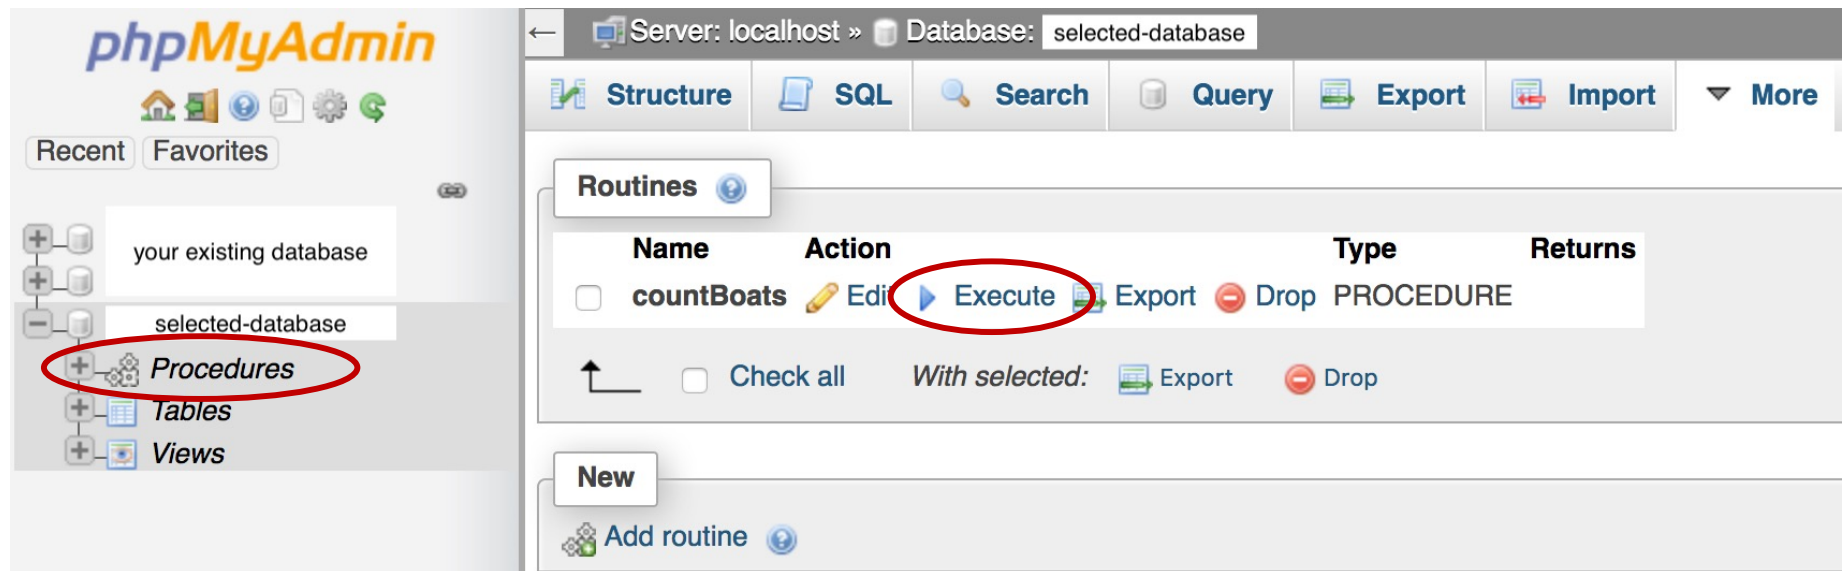 phpMyAdmin
Recent Favorites
your existing database
selected-database
Procedures
Tables
Views
Server: localhost » Database: selected-database
Structure SQL Search Query Export Import More
Routines
Name Action Type Returns
countBoats Edit Execute Export Drop PROCEDURE
Check all With selected: Export Drop
New
Add routine